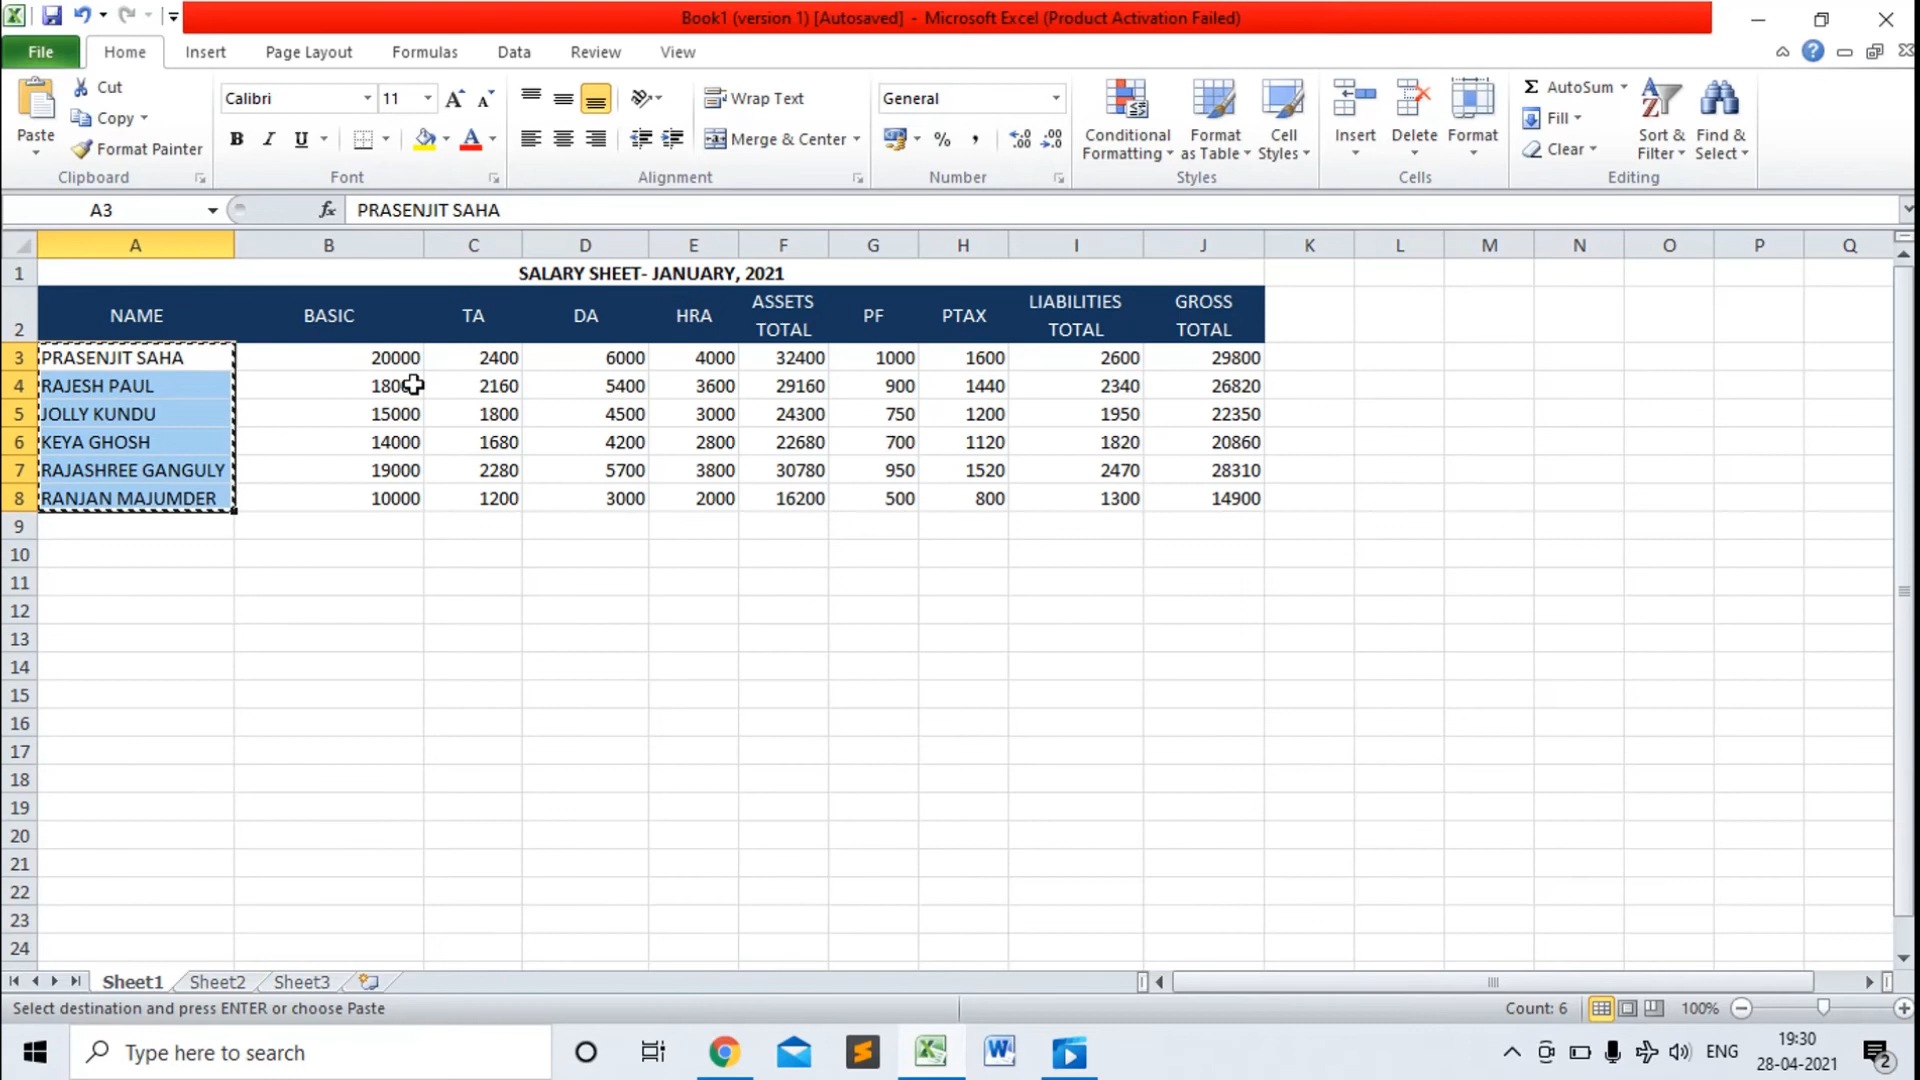 Book1 (version 1) [Autosaved] - Microsoft Excel (Product Activation Failed)
File Home Insert Page Layout Formulas Data Review View
Paste
Cut
Copy
Format Painter
Clipboard
Calibri 11
B I U A
Font
Wrap Text
Merge & Center
Alignment
General
% ,
Number
Conditional Formatting
Format as Table
Cell Styles
Styles
Insert Delete Format
Cells
Σ AutoSum
Fill
Clear
Sort & Filter
Find & Select
Editing
A3 fx PRASENJIT SAHA
A B C D E F G H I J K L M N O P Q
1 SALARY SHEET- JANUARY, 2021
2 NAME BASIC TA DA HRA ASSETS TOTAL PF PTAX LIABILITIES TOTAL GROSS TOTAL
3 PRASENJIT SAHA 20000 2400 6000 4000 32400 1000 1600 2600 29800
4 RAJESH PAUL 18000 2160 5400 3600 29160 900 1440 2340 26820
5 JOLLY KUNDU 15000 1800 4500 3000 24300 750 1200 1950 22350
6 KEYA GHOSH 14000 1680 4200 2800 22680 700 1120 1820 20860
7 RAJASHREE GANGULY 19000 2280 5700 3800 30780 950 1520 2470 28310
8 RANJAN MAJUMDER 10000 1200 3000 2000 16200 500 800 1300 14900
9
10
11
12
13
14
15
16
17
18
19
20
21
22
23
24
Sheet1 Sheet2 Sheet3
Select destination and press ENTER or choose Paste Count: 6 100%
Type here to search
ENG
19:30
28-04-2021
2